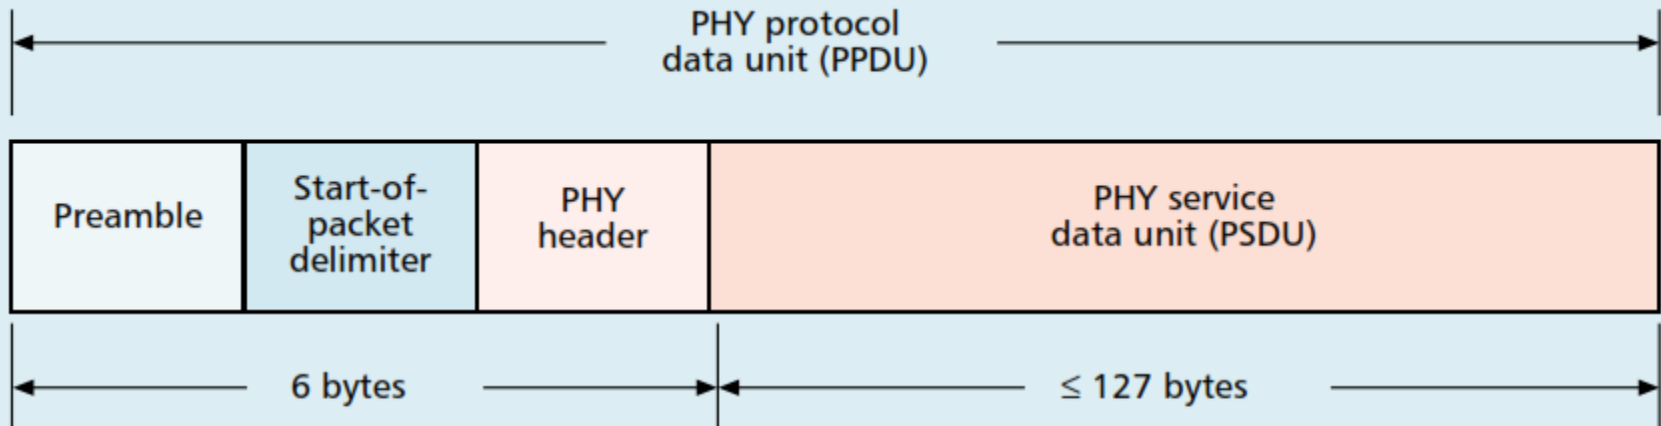 PHY protocol
data unit (PPDU)
Preamble
Start-of-
packet
delimiter
PHY
header
PHY service
data unit (PSDU)
6 bytes
≤ 127 bytes